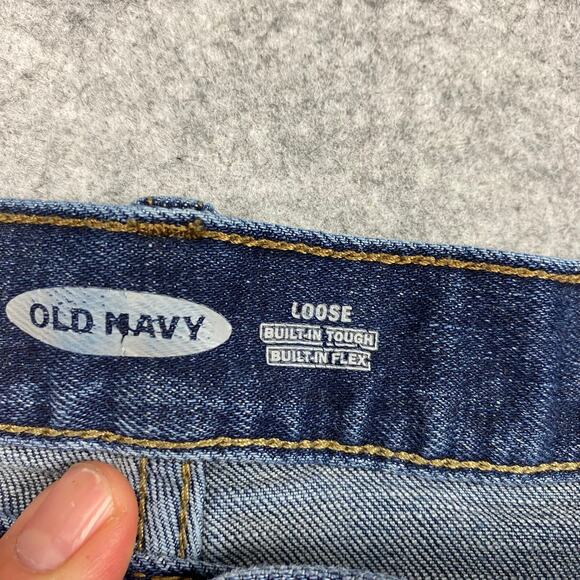 OLD NAVY
LOOSE
BUILT-IN TOUGH
BUILT-IN FLEX